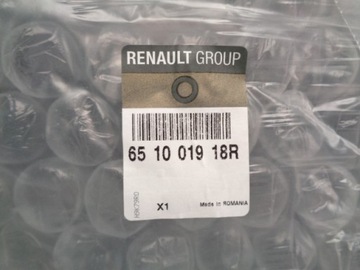 RENAULT GROUP
65 10 019 18R
X1 Made in ROMANIA